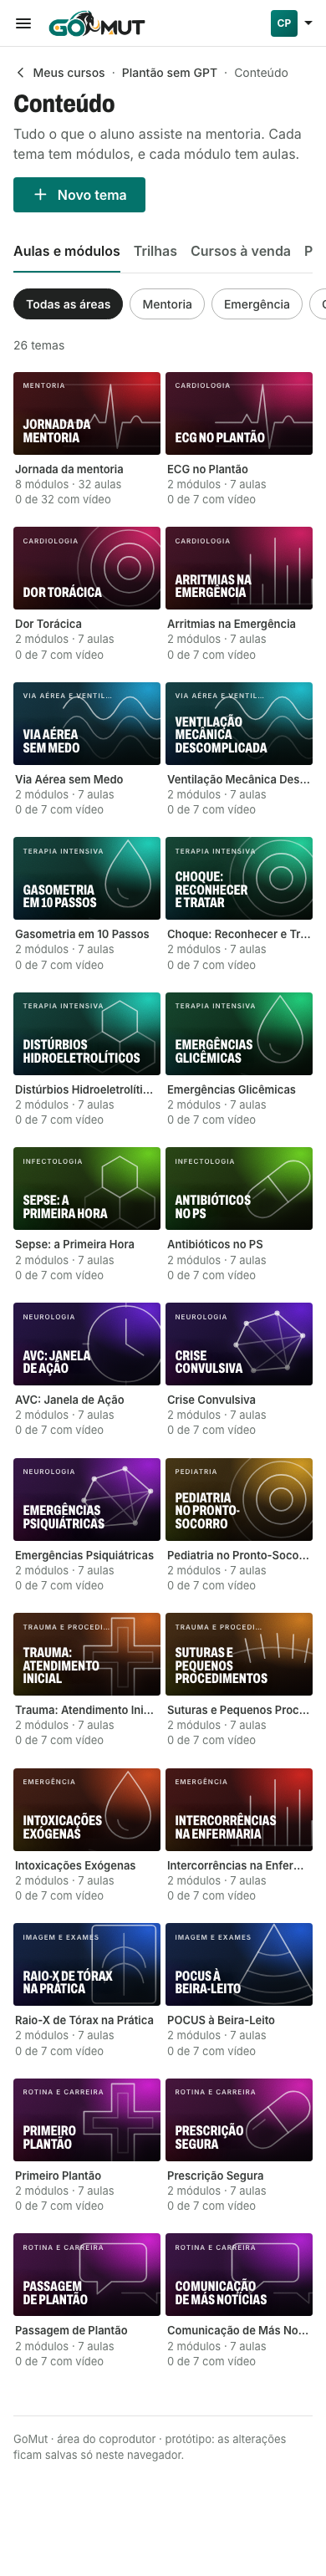 GOMUT
CP
Meus cursos · Plantão sem GPT · Conteúdo
Conteúdo
Tudo o que o aluno assiste na mentoria. Cada
tema tem módulos, e cada módulo tem aulas.
+ Novo tema
Aulas e módulos Trilhas Cursos à venda P
Todas as áreas Mentoria Emergência
26 temas
MENTORIA
JORNADA DA
MENTORIA
Jornada da mentoria
8 módulos · 32 aulas
0 de 32 com vídeo
CARDIOLOGIA
ECG NO PLANTÃO
ECG no Plantão
2 módulos · 7 aulas
0 de 7 com vídeo
CARDIOLOGIA
DOR TORÁCICA
Dor Torácica
2 módulos · 7 aulas
0 de 7 com vídeo
CARDIOLOGIA
ARRITMIAS NA
EMERGÊNCIA
Arritmias na Emergência
2 módulos · 7 aulas
0 de 7 com vídeo
VIA AÉREA E VENTIL…
VIA AÉREA
SEM MEDO
Via Aérea sem Medo
2 módulos · 7 aulas
0 de 7 com vídeo
VIA AÉREA E VENTIL…
VENTILAÇÃO
MECÂNICA
DESCOMPLICADA
Ventilação Mecânica Des…
2 módulos · 7 aulas
0 de 7 com vídeo
TERAPIA INTENSIVA
GASOMETRIA
EM 10 PASSOS
Gasometria em 10 Passos
2 módulos · 7 aulas
0 de 7 com vídeo
TERAPIA INTENSIVA
CHOQUE:
RECONHECER
E TRATAR
Choque: Reconhecer e Tr…
2 módulos · 7 aulas
0 de 7 com vídeo
TERAPIA INTENSIVA
DISTÚRBIOS
HIDROELETROLÍTICOS
Distúrbios Hidroeletrolíti…
2 módulos · 7 aulas
0 de 7 com vídeo
TERAPIA INTENSIVA
EMERGÊNCIAS
GLICÊMICAS
Emergências Glicêmicas
2 módulos · 7 aulas
0 de 7 com vídeo
INFECTOLOGIA
SEPSE: A
PRIMEIRA HORA
Sepse: a Primeira Hora
2 módulos · 7 aulas
0 de 7 com vídeo
INFECTOLOGIA
ANTIBIÓTICOS
NO PS
Antibióticos no PS
2 módulos · 7 aulas
0 de 7 com vídeo
NEUROLOGIA
AVC: JANELA
DE AÇÃO
AVC: Janela de Ação
2 módulos · 7 aulas
0 de 7 com vídeo
NEUROLOGIA
CRISE
CONVULSIVA
Crise Convulsiva
2 módulos · 7 aulas
0 de 7 com vídeo
NEUROLOGIA
EMERGÊNCIAS
PSIQUIÁTRICAS
Emergências Psiquiátricas
2 módulos · 7 aulas
0 de 7 com vídeo
PEDIATRIA
PEDIATRIA
NO PRONTO-
SOCORRO
Pediatria no Pronto-Soco…
2 módulos · 7 aulas
0 de 7 com vídeo
TRAUMA E PROCEDI…
TRAUMA:
ATENDIMENTO
INICIAL
Trauma: Atendimento Ini…
2 módulos · 7 aulas
0 de 7 com vídeo
TRAUMA E PROCEDI…
SUTURAS E
PEQUENOS
PROCEDIMENTOS
Suturas e Pequenos Proc…
2 módulos · 7 aulas
0 de 7 com vídeo
EMERGÊNCIA
INTOXICAÇÕES
EXÓGENAS
Intoxicações Exógenas
2 módulos · 7 aulas
0 de 7 com vídeo
EMERGÊNCIA
INTERCORRÊNCIAS
NA ENFERMARIA
Intercorrências na Enfer…
2 módulos · 7 aulas
0 de 7 com vídeo
IMAGEM E EXAMES
RAIO-X DE TÓRAX
NA PRÁTICA
Raio-X de Tórax na Prática
2 módulos · 7 aulas
0 de 7 com vídeo
IMAGEM E EXAMES
POCUS À
BEIRA-LEITO
POCUS à Beira-Leito
2 módulos · 7 aulas
0 de 7 com vídeo
ROTINA E CARREIRA
PRIMEIRO
PLANTÃO
Primeiro Plantão
2 módulos · 7 aulas
0 de 7 com vídeo
ROTINA E CARREIRA
PRESCRIÇÃO
SEGURA
Prescrição Segura
2 módulos · 7 aulas
0 de 7 com vídeo
ROTINA E CARREIRA
PASSAGEM
DE PLANTÃO
Passagem de Plantão
2 módulos · 7 aulas
0 de 7 com vídeo
ROTINA E CARREIRA
COMUNICAÇÃO
DE MÁS NOTÍCIAS
Comunicação de Más No…
2 módulos · 7 aulas
0 de 7 com vídeo
GoMut · área do coprodutor · protótipo: as alterações
ficam salvas só neste navegador.